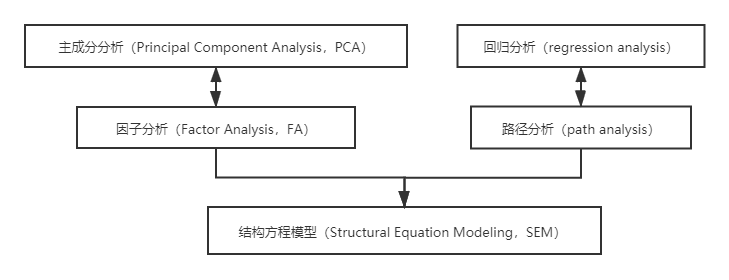 主成分分析（Principal Component Analysis，PCA）
回归分析（regression analysis）
因子分析（Factor Analysis，FA）
路径分析（path analysis）
结构方程模型（Structural Equation Modeling，SEM）